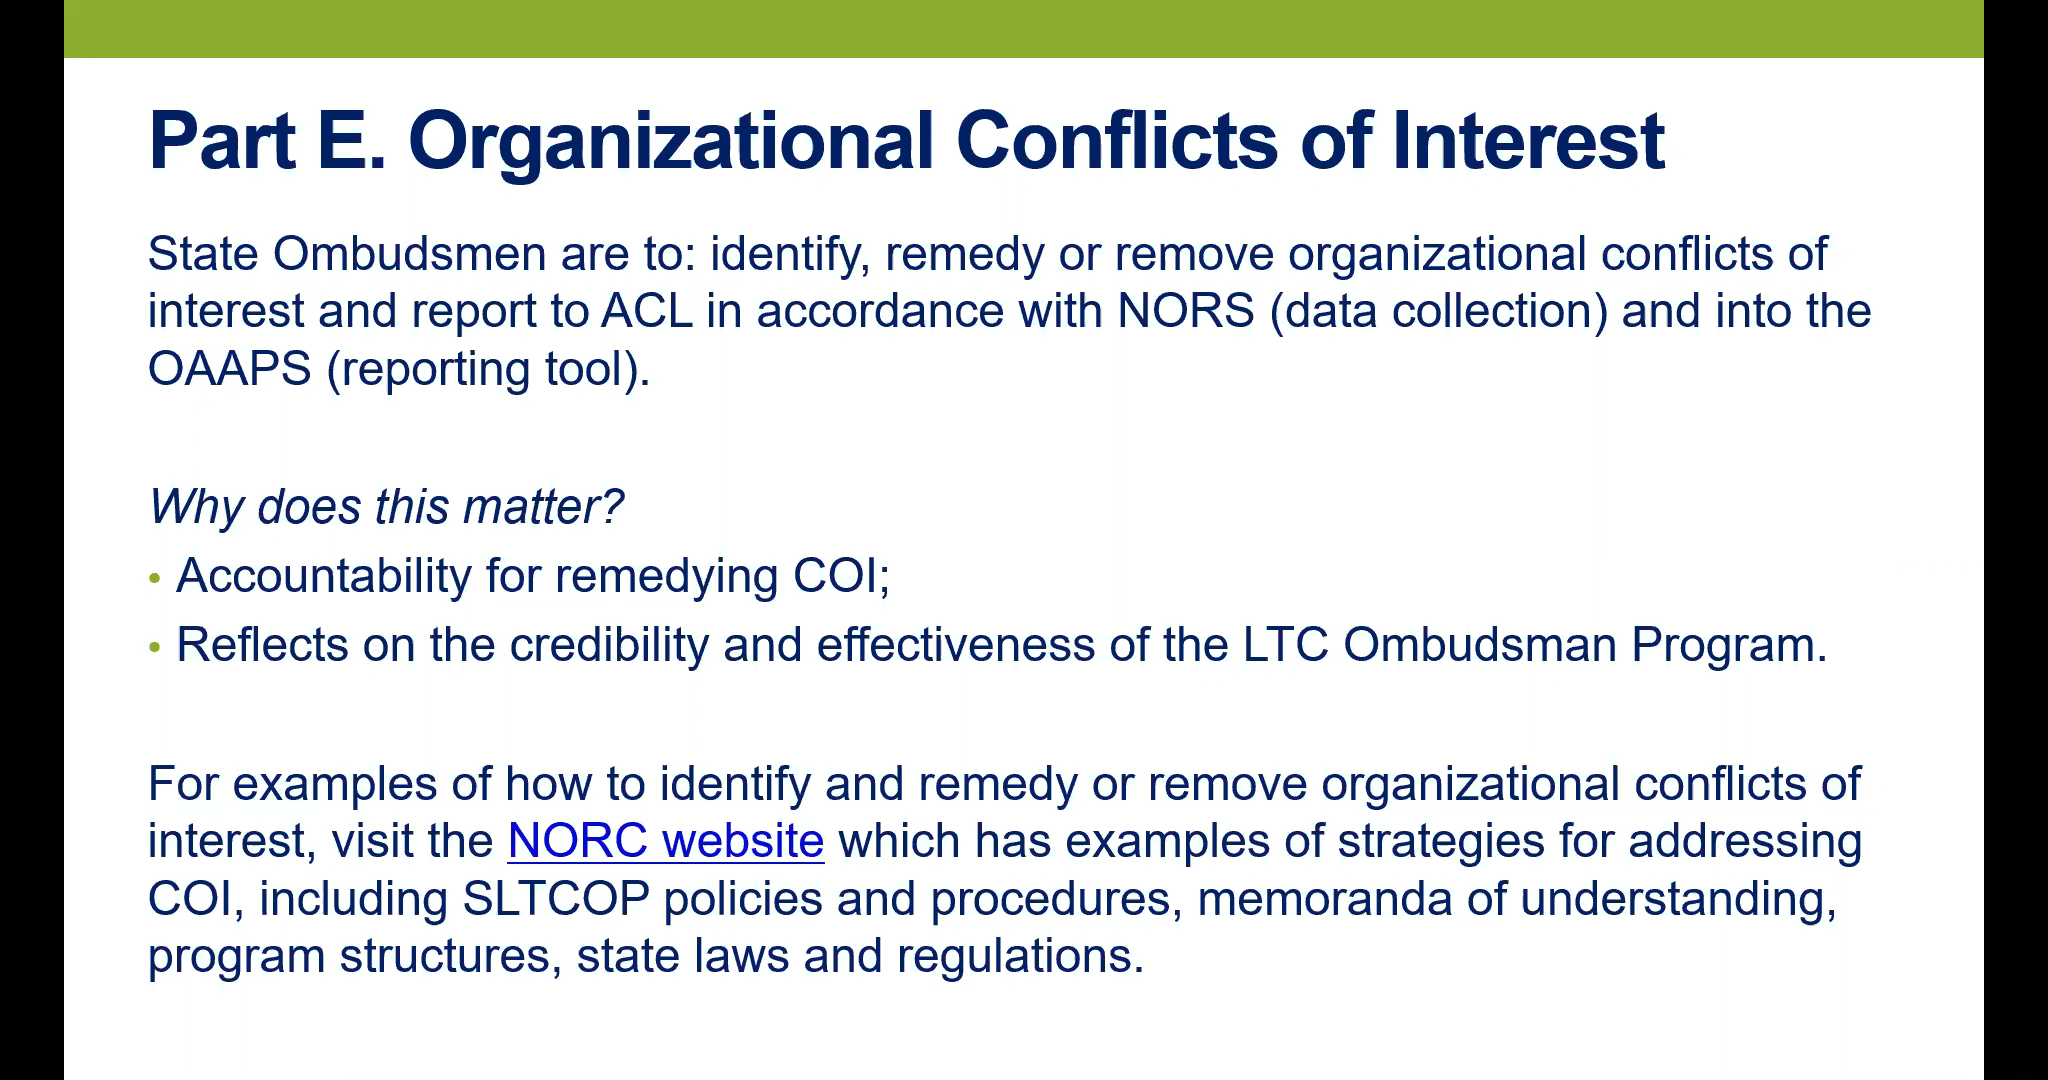 Part E. Organizational Conflicts of Interest
State Ombudsmen are to: identify, remedy or remove organizational conflicts of
interest and report to ACL in accordance with NORS (data collection) and into the
OAAPS (reporting tool).
Why does this matter?
• Accountability for remedying COI;
• Reflects on the credibility and effectiveness of the LTC Ombudsman Program.
For examples of how to identify and remedy or remove organizational conflicts of
interest, visit the NORC website which has examples of strategies for addressing
COI, including SLTCOP policies and procedures, memoranda of understanding,
program structures, state laws and regulations.